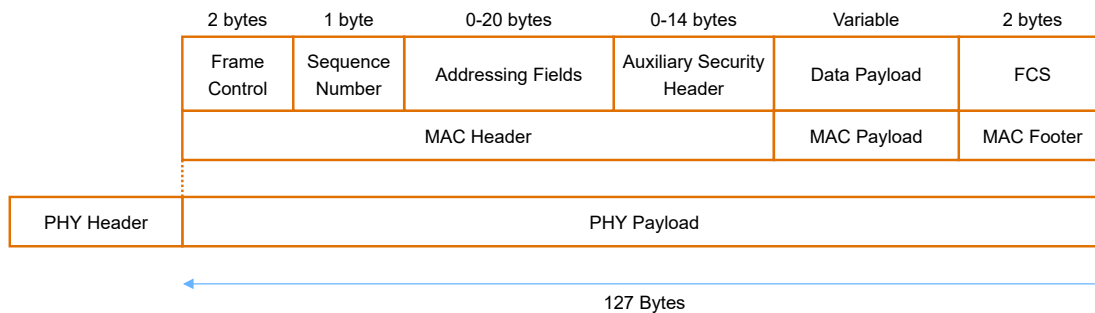 2 bytes 1 byte 0-20 bytes 0-14 bytes Variable 2 bytes
Frame
Control
Sequence
Number
Addressing Fields
Auxiliary Security
Header
Data Payload
FCS
MAC Header
MAC Payload
MAC Footer
PHY Header
PHY Payload
127 Bytes